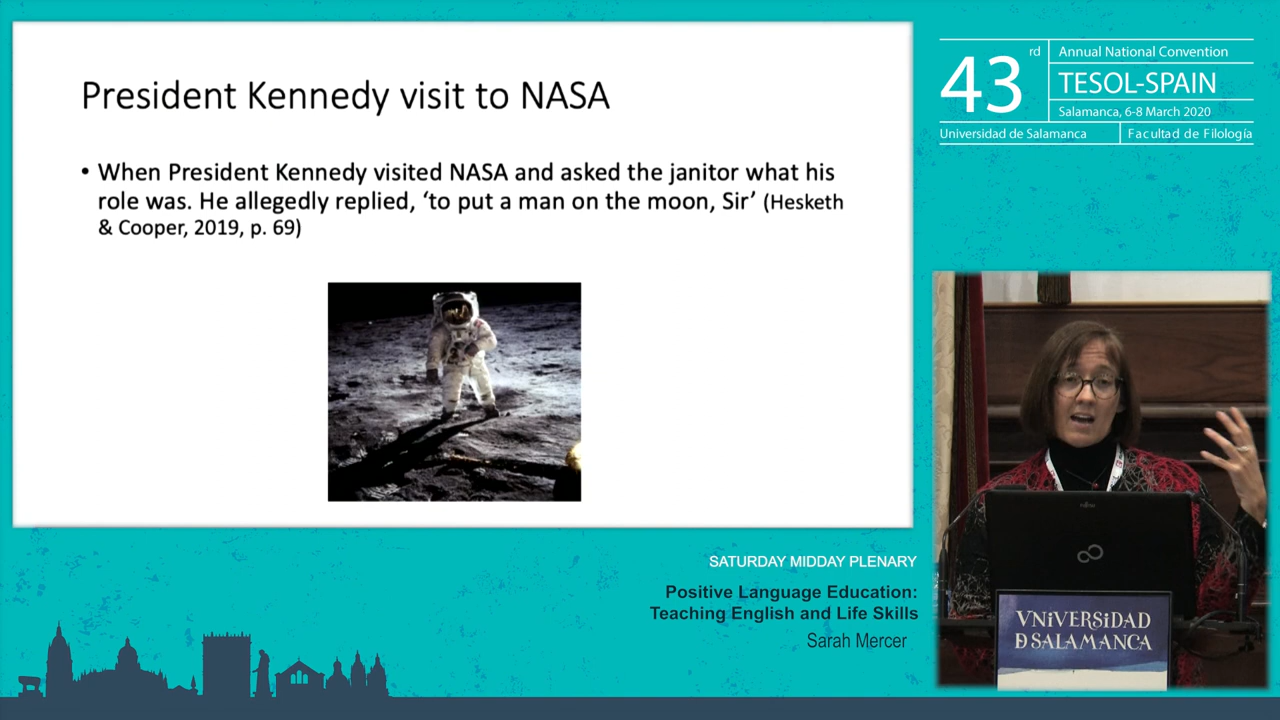 President Kennedy visit to NASA
• When President Kennedy visited NASA and asked the janitor what his
role was. He allegedly replied, ‘to put a man on the moon, Sir’ (Hesketh
& Cooper, 2019, p. 69)
43rd
Annual National Convention
TESOL-SPAIN
Salamanca, 6-8 March 2020
Universidad de Salamanca
Facultad de Filología
FUJITSU
VNiVERSiDAD
Ð SALAMANCA
SATURDAY MIDDAY PLENARY
Positive Language Education:
Teaching English and Life Skills
Sarah Mercer